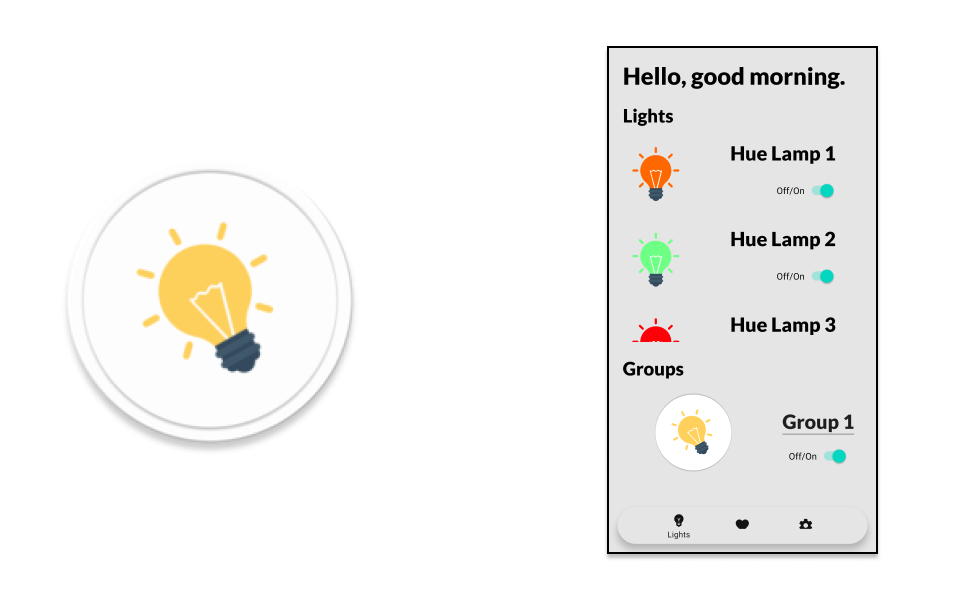 Hello, good morning.
Lights
Hue Lamp 1
Off/On
Hue Lamp 2
Off/On
Hue Lamp 3
Groups
Group 1
Off/On
Lights